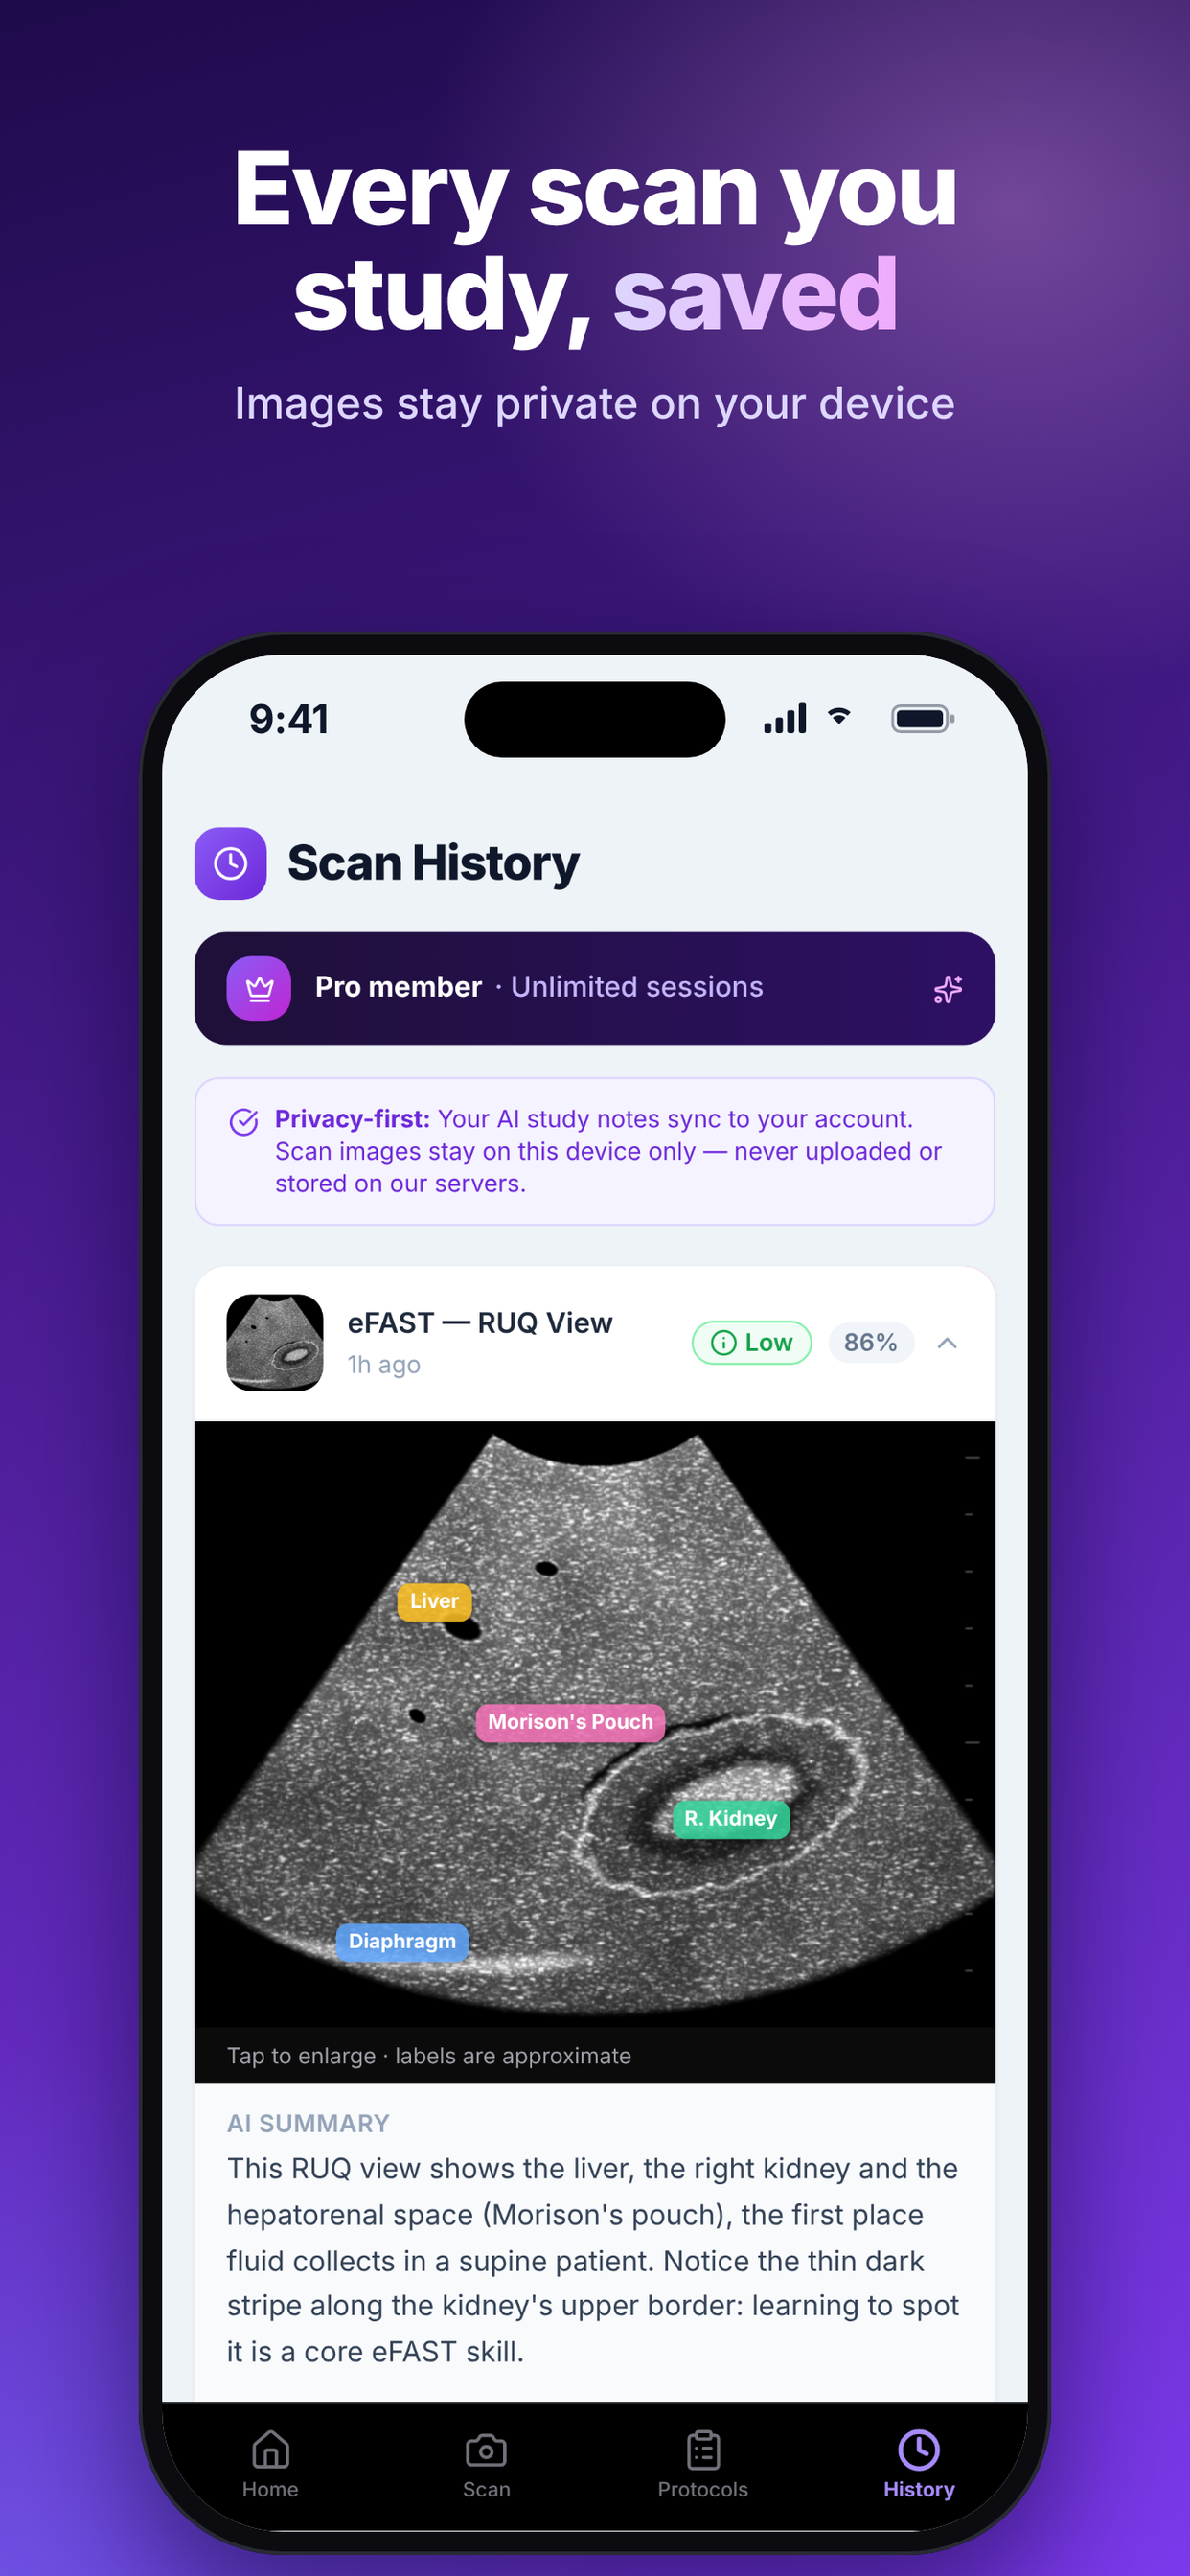 Every scan you
study, saved
Images stay private on your device
9:41
Scan History
Pro member · Unlimited sessions
Privacy-first: Your AI study notes sync to your account.
Scan images stay on this device only — never uploaded or
stored on our servers.
eFAST — RUQ View
1h ago
Low
86%
Liver
Morison's Pouch
R. Kidney
Diaphragm
Tap to enlarge · labels are approximate
AI SUMMARY
This RUQ view shows the liver, the right kidney and the
hepatorenal space (Morison's pouch), the first place
fluid collects in a supine patient. Notice the thin dark
stripe along the kidney's upper border: learning to spot
it is a core eFAST skill.
Home
Scan
Protocols
History